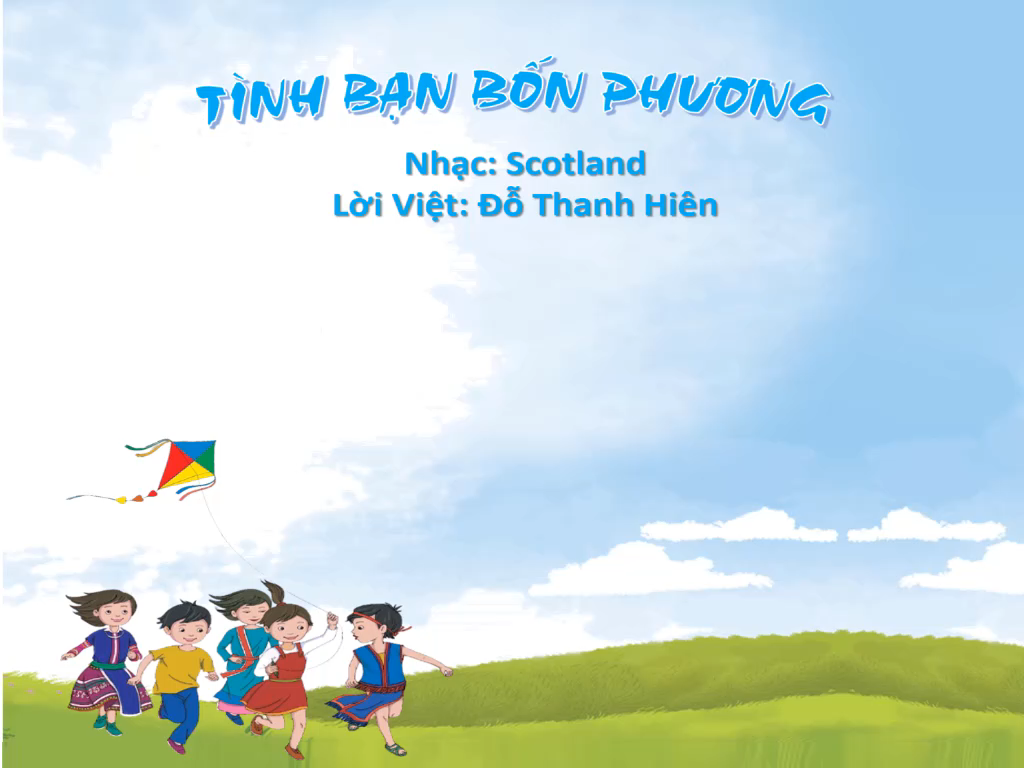 TÌNH BẠN BỐN PHƯƠNG
Nhạc: Scotland
Lời Việt: Đỗ Thanh Hiên